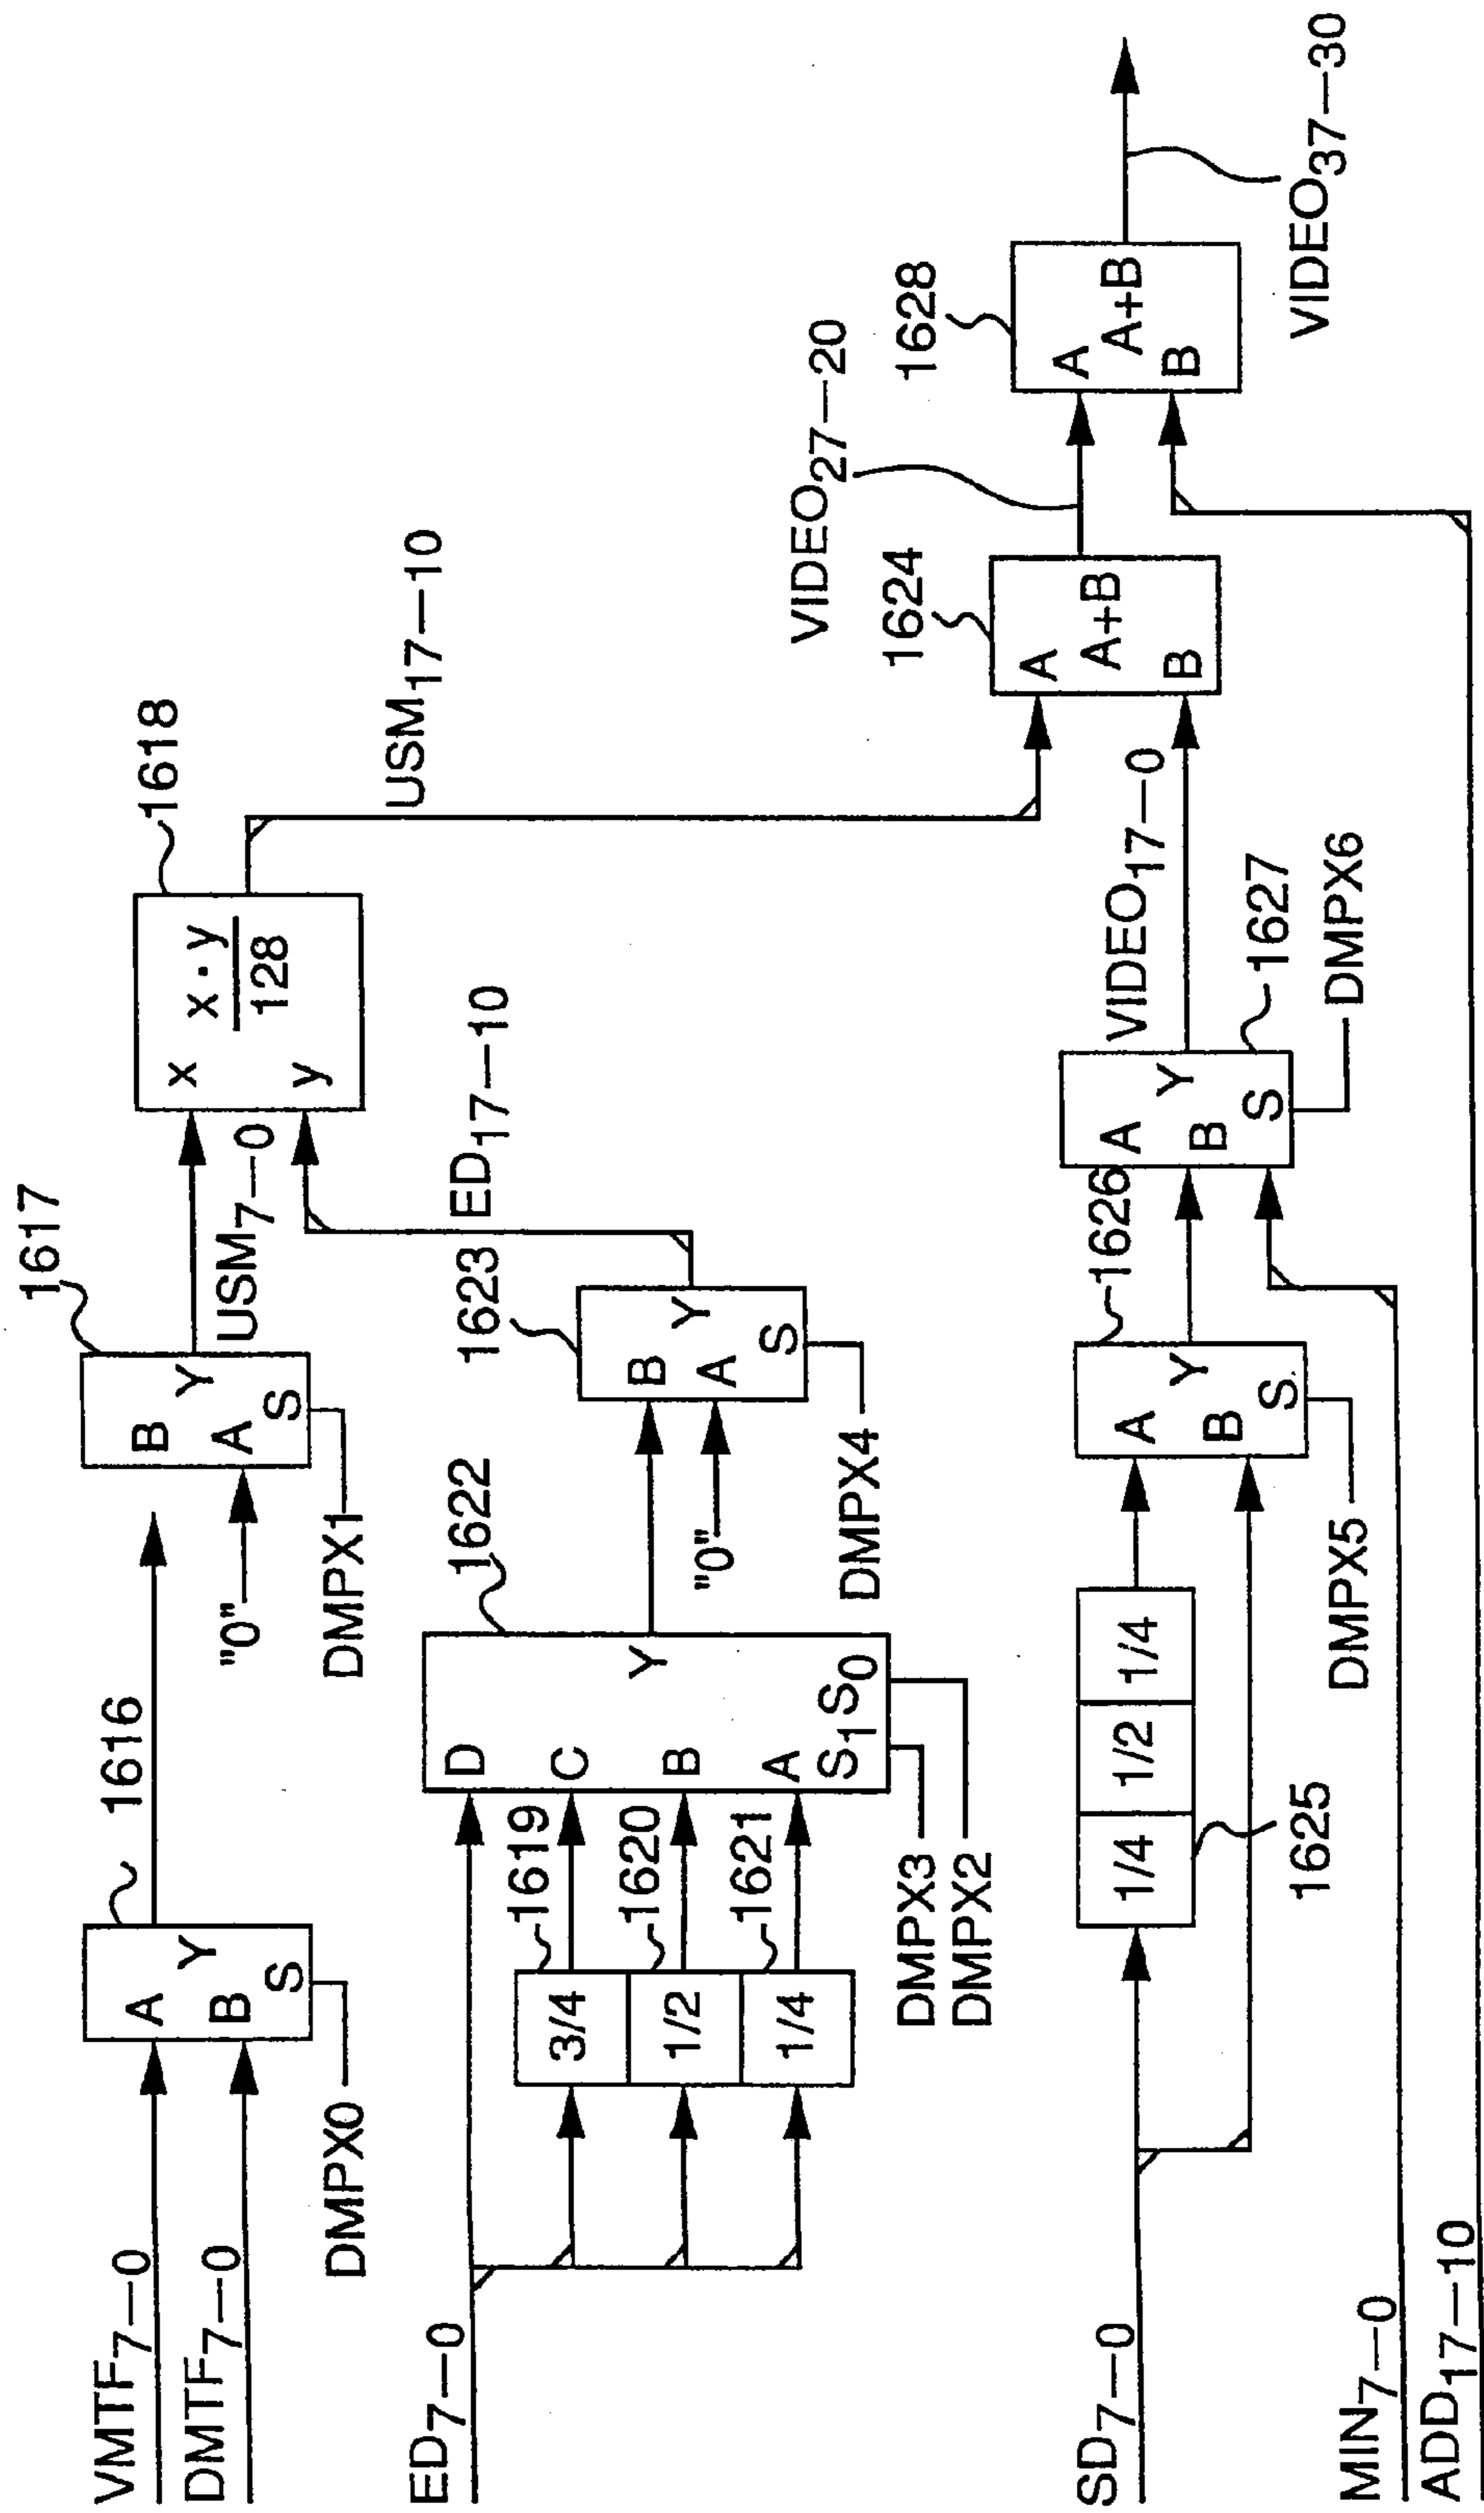 VMTF7—0
DMTF7—0
A
B
Y
S
1616
DMPX0
"0"
B
A
Y
S
1617
DMPX1
USM7—0
x
y
x·y
128
1618
USM17—10
ED7—0
3/4
1/2
1/4
1619
1620
1621
D
C
B
A
Y
S1
S0
1622
DMPX3
DMPX2
"0"
B
A
Y
S
1623
DMPX4
ED17—10
SD7—0
1/4
1/2
1/4
1625
A
B
Y
S
1626
DMPX5
A
B
Y
S
1627
DMPX6
VIDEO17—0
A
A+B
B
1624
VIDEO27—20
A
A+B
B
1628
VIDEO37—30
MIN7—0
ADD17—10